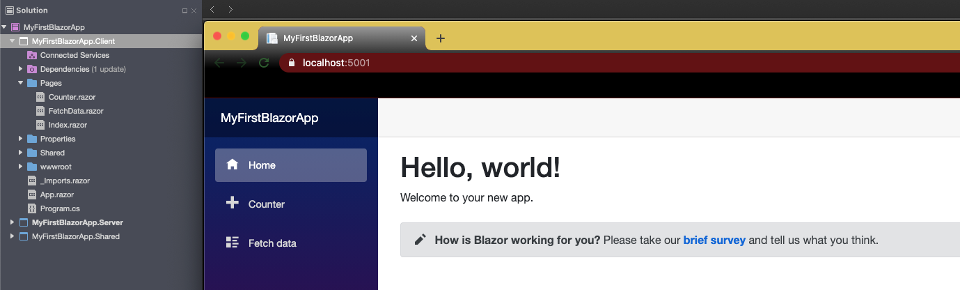 Solution
MyFirstBlazorApp
MyFirstBlazorApp.Client
Connected Services
Dependencies (1 update)
Pages
Counter.razor
FetchData.razor
Index.razor
Properties
Shared
wwwroot
_Imports.razor
App.razor
Program.cs
MyFirstBlazorApp.Server
MyFirstBlazorApp.Shared
MyFirstBlazorApp
localhost:5001
MyFirstBlazorApp
Home
Counter
Fetch data
Hello, world!
Welcome to your new app.
How is Blazor working for you? Please take our brief survey and tell us what you think.